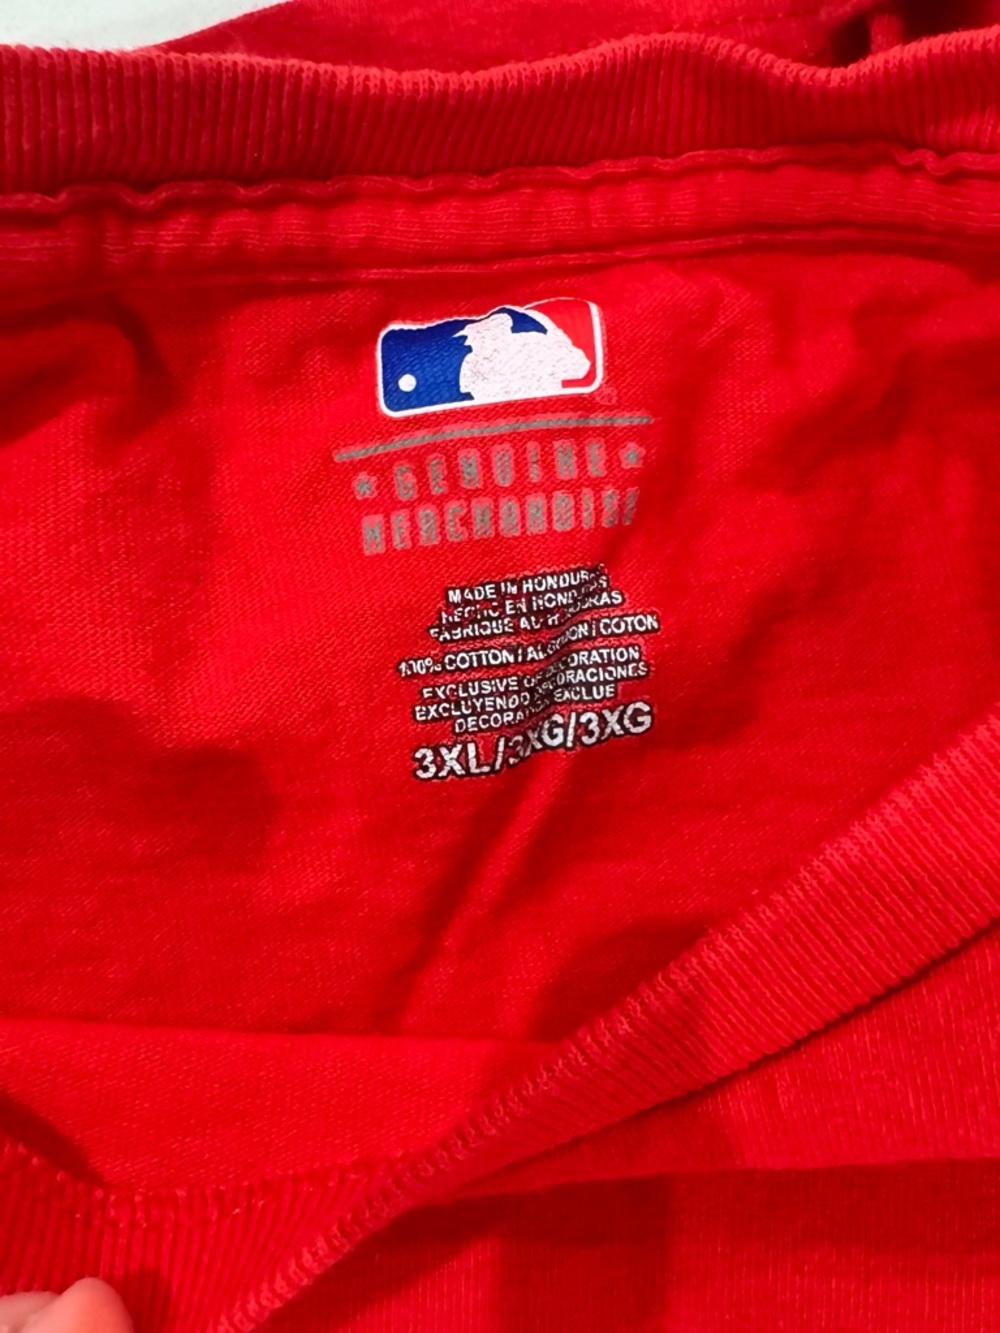 ★ GENUINE ★
MERCHANDISE
MADE IN HONDURAS
HECHO EN HONDURAS
FABRIQUE AU HONDURAS
100% COTTON / ALGODON / COTON
EXCLUSIVE OF DECORATION
EXCLUYENDO DECORACIONES
DECORATION EXCLUE
3XL/3XG/3XG